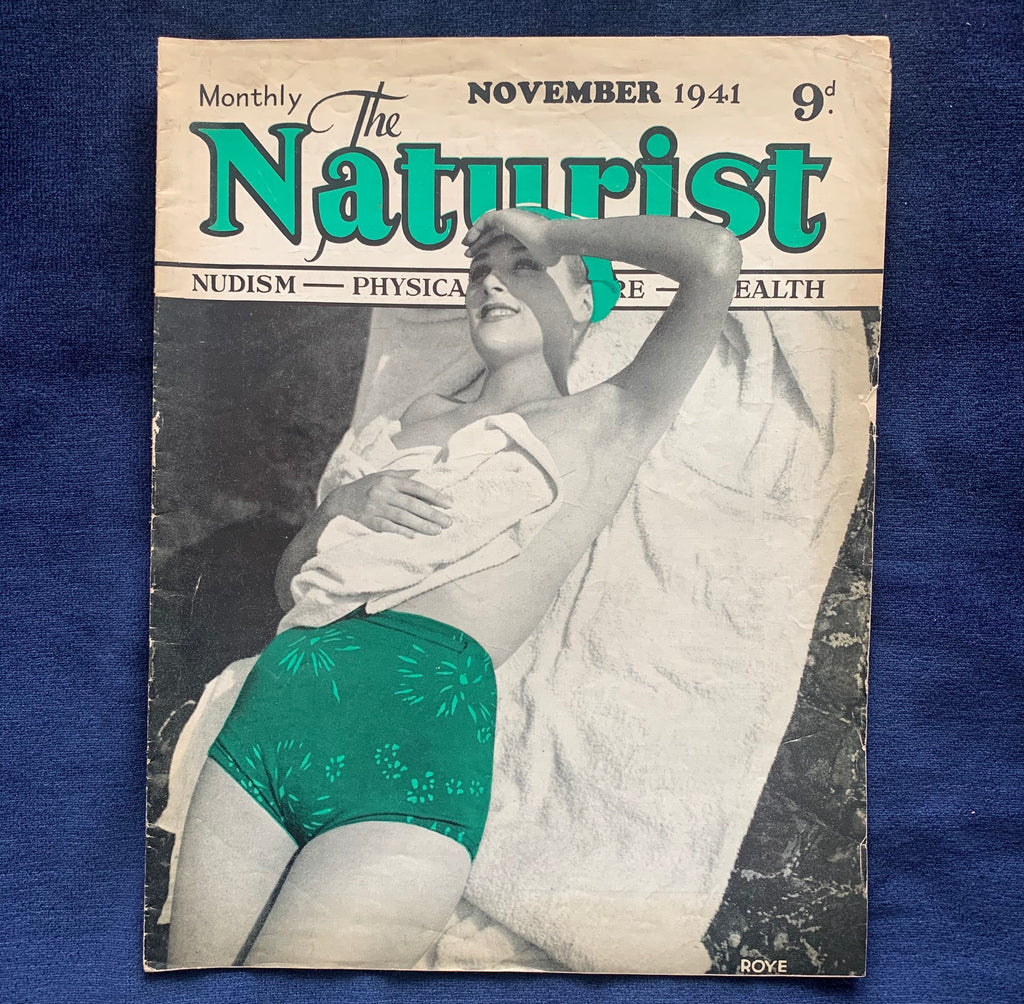 Monthly The NOVEMBER 1941 9d.
Naturist
NUDISM — PHYSICA RE — EALTH
ROYE